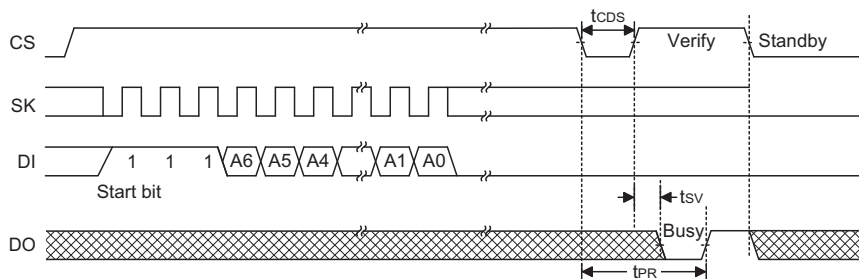 tCDS
CS
Verify
Standby
SK
DI
1 1 1 A6 A5 A4 A1 A0
Start bit
tSV
Busy
DO
tPR